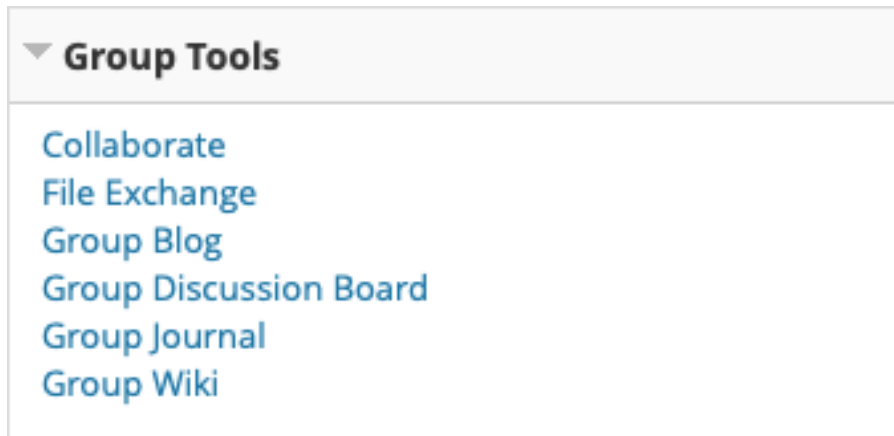 Group Tools
Collaborate
File Exchange
Group Blog
Group Discussion Board
Group Journal
Group Wiki